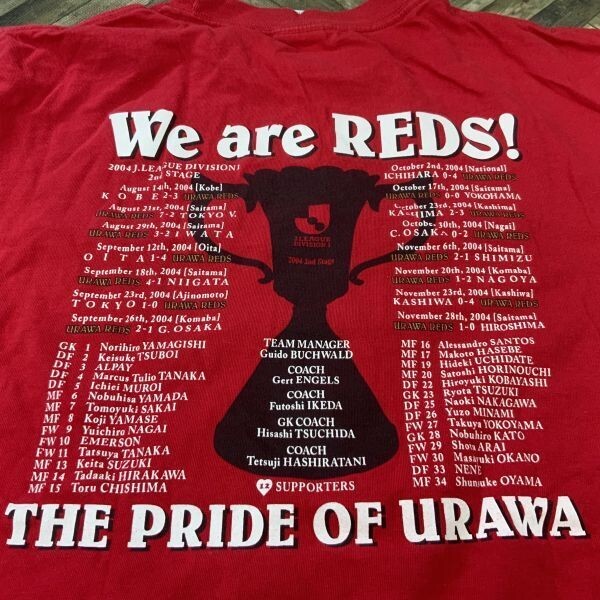 We are REDS!
2004 J.LEAGUE DIVISION1
2nd STAGE
August 14th, 2004 [Kobe]
KOBE 2-3 URAWA REDS
August 21st, 2004 [Saitama]
URAWA REDS 7-2 TOKYO V.
August 29th, 2004 [Saitama]
URAWA REDS 3-2 IWATA
September 12th, 2004 [Oita]
OITA 1-4 URAWA REDS
September 18th, 2004 [Saitama]
URAWA REDS 4-1 NIIGATA
September 23rd, 2004 [Ajinomoto]
TOKYO 1-0 URAWA REDS
September 26th, 2004 [Komaba]
URAWA REDS 2-1 G.OSAKA
J.LEAGUE
DIVISION 1
2004 2nd Stage
October 2nd, 2004 [National]
ICHIHARA 0-4 URAWA REDS
October 17th, 2004 [Saitama]
URAWA REDS 0-0 YOKOHAMA
October 23rd, 2004 [Kashima]
KASHIMA 2-3 URAWA REDS
October 30th, 2004 [Nagai]
C.OSAKA 0-2 URAWA REDS
November 6th, 2004 [Saitama]
URAWA REDS 2-1 SHIMIZU
November 20th, 2004 [Komaba]
URAWA REDS 1-2 NAGOYA
November 23rd, 2004 [Kashiwa]
KASHIWA 0-4 URAWA REDS
November 28th, 2004 [Saitama]
URAWA REDS 1-0 HIROSHIMA
GK 1 Norihiro YAMAGISHI
DF 2 Keisuke TSUBOI
DF 3 ALPAY
DF 4 Marcus Tulio TANAKA
DF 5 Ichiei MUROI
MF 6 Nobuhisa YAMADA
MF 7 Tomoyuki SAKAI
MF 8 Koji YAMASE
FW 9 Yuichiro NAGAI
FW 10 EMERSON
FW 11 Tatsuya TANAKA
MF 13 Keita SUZUKI
MF 14 Tadaaki HIRAKAWA
MF 15 Toru CHISHIMA
TEAM MANAGER
Guido BUCHWALD
COACH
Gert ENGELS
COACH
Futoshi IKEDA
GK COACH
Hisashi TSUCHIDA
COACH
Tetsuji HASHIRATANI
12 SUPPORTERS
MF 16 Alessandro SANTOS
MF 17 Makoto HASEBE
MF 19 Hideki UCHIDATE
MF 20 Satoshi HORINOUCHI
DF 22 Hiroyuki KOBAYASHI
GK 23 Ryota TSUZUKI
DF 25 Naoki NAKAGAWA
DF 26 Yuzo MINAMI
FW 27 Takuya YOKOYAMA
GK 28 Nobuhiro KATO
FW 29 Shota ARAI
FW 30 Masayuki OKANO
DF 33 NENE
MF 34 Shunsuke OYAMA
THE PRIDE OF URAWA